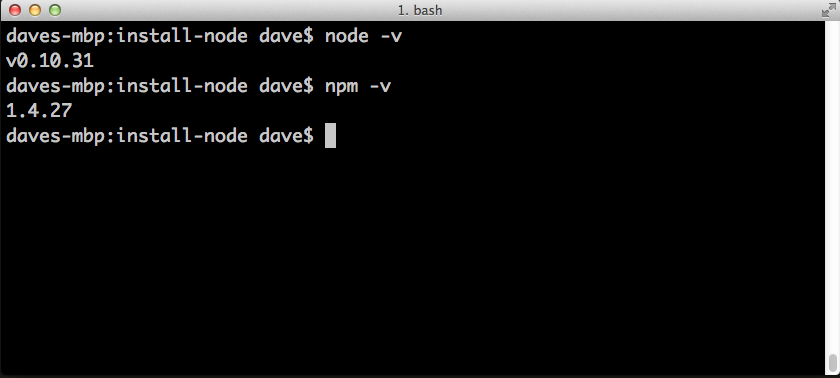 1. bash
daves-mbp:install-node dave$ node -v
v0.10.31
daves-mbp:install-node dave$ npm -v
1.4.27
daves-mbp:install-node dave$